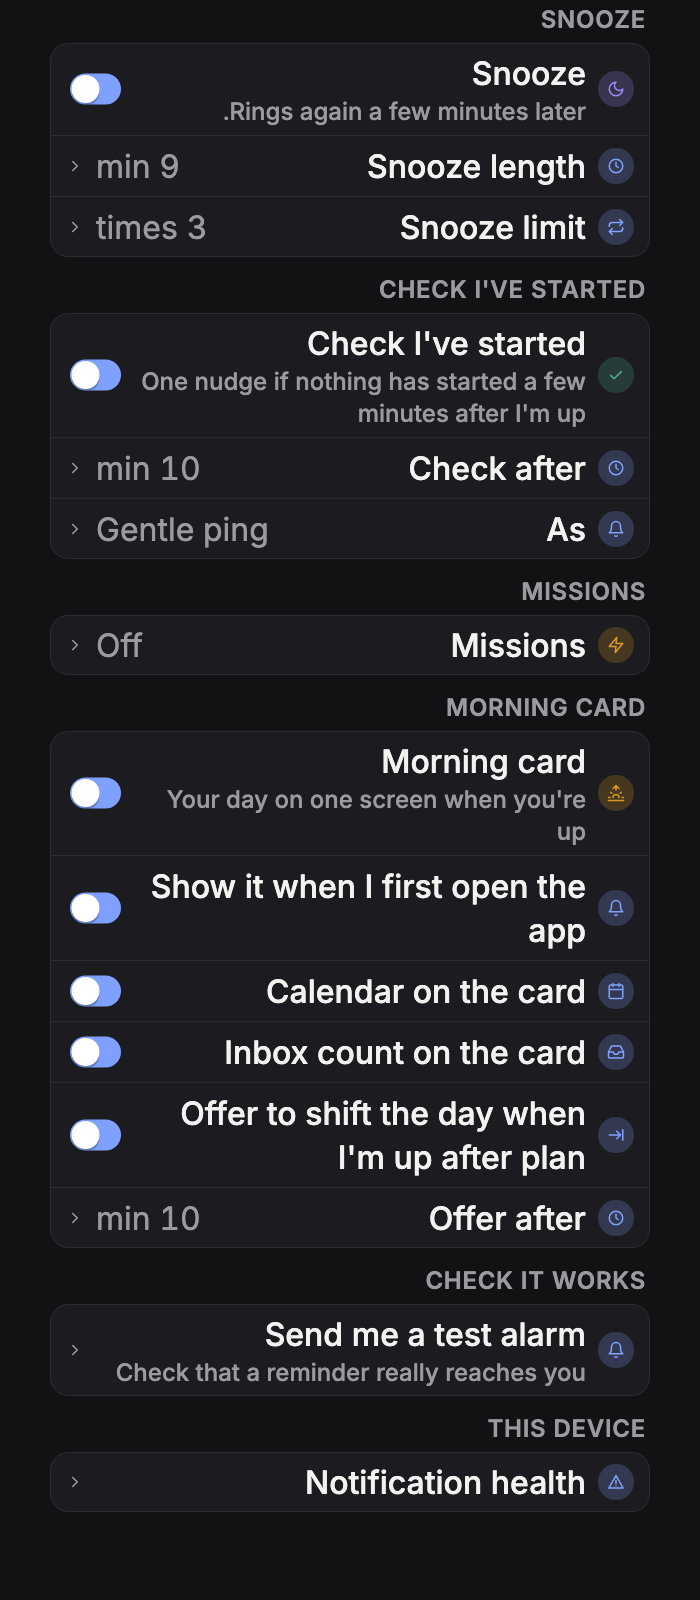 SNOOZE
Snooze
.Rings again a few minutes later
Snooze length
min 9
Snooze limit
times 3
CHECK I'VE STARTED
Check I've started
One nudge if nothing has started a few
minutes after I'm up
Check after
min 10
As
Gentle ping
MISSIONS
Missions
Off
MORNING CARD
Morning card
Your day on one screen when you're
up
Show it when I first open the
app
Calendar on the card
Inbox count on the card
Offer to shift the day when
I'm up after plan
Offer after
min 10
CHECK IT WORKS
Send me a test alarm
Check that a reminder really reaches you
THIS DEVICE
Notification health